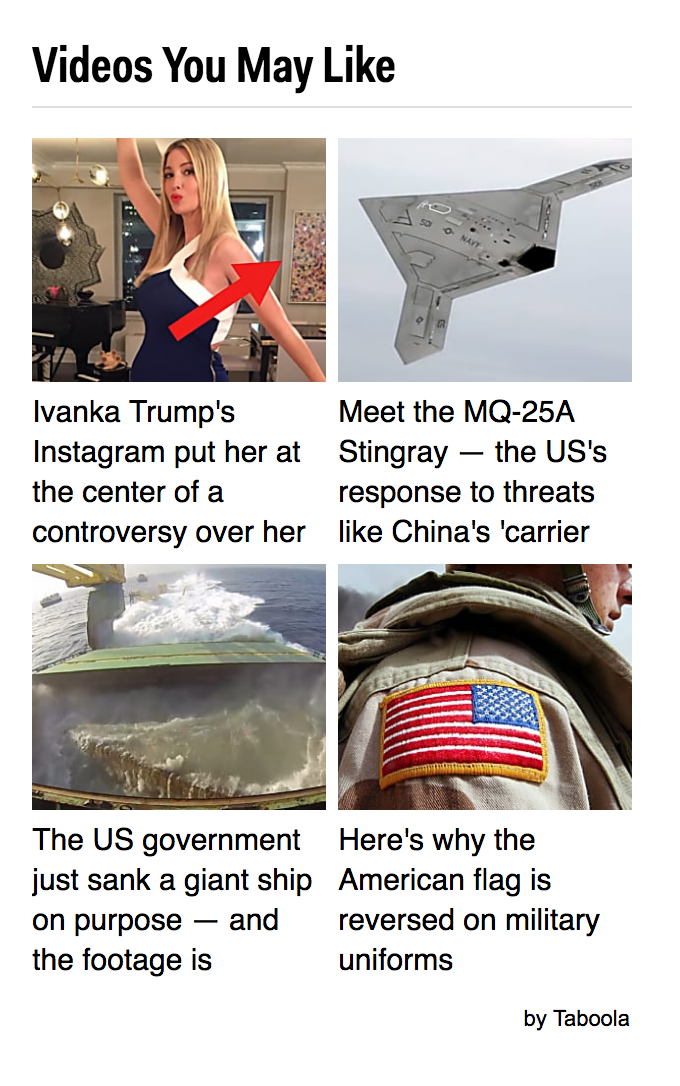 Videos You May Like
Ivanka Trump's
Instagram put her at
the center of a
controversy over her
NAVY
501
Meet the MQ-25A
Stingray — the US's
response to threats
like China's 'carrier
The US government
just sank a giant ship
on purpose — and
the footage is
Here's why the
American flag is
reversed on military
uniforms
by Taboola